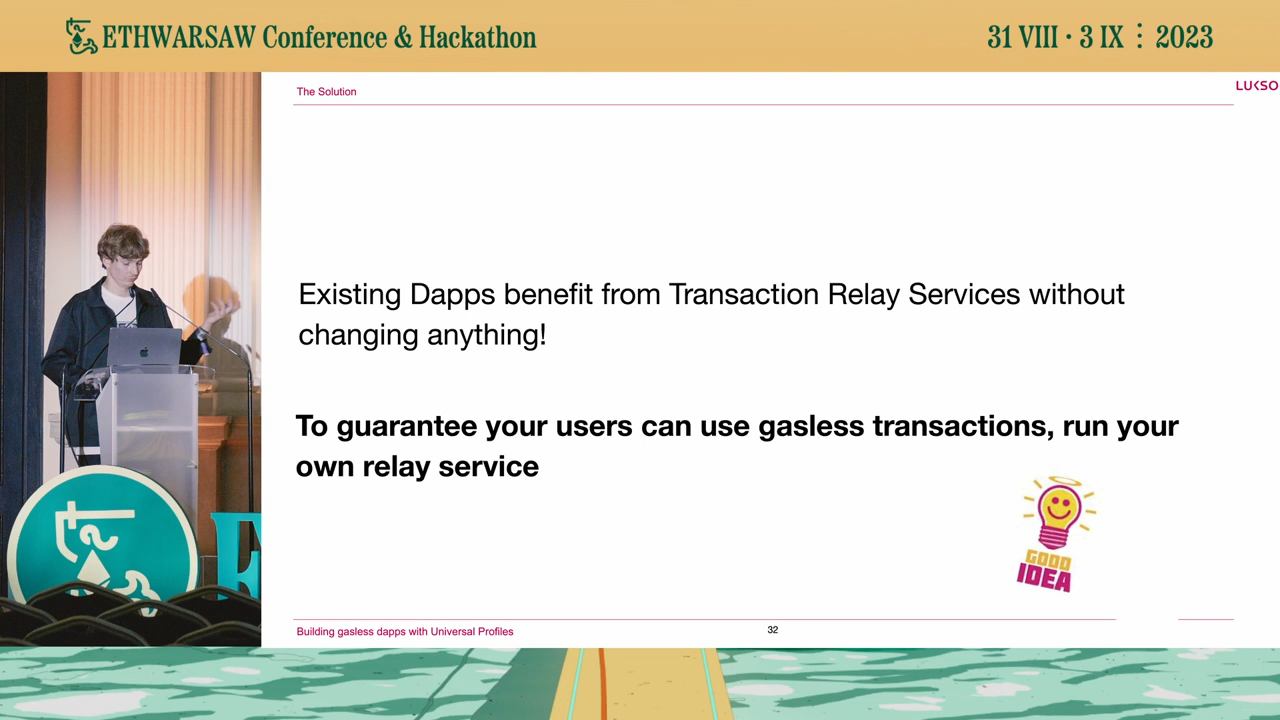 ETHWARSAW Conference & Hackathon
31 VIII · 3 IX ⋮ 2023
The Solution
LUKSO
Existing Dapps benefit from Transaction Relay Services without
changing anything!
To guarantee your users can use gasless transactions, run your
own relay service
GOOD
IDEA
Building gasless dapps with Universal Profiles
32